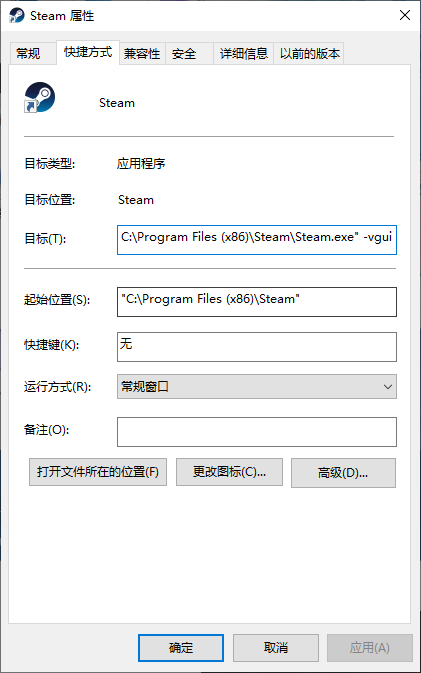 Steam 属性
常规 快捷方式 兼容性 安全 详细信息 以前的版本
Steam
目标类型: 应用程序
目标位置: Steam
目标(T): C:\Program Files (x86)\Steam\Steam.exe" -vgui
起始位置(S): "C:\Program Files (x86)\Steam"
快捷键(K): 无
运行方式(R): 常规窗口
备注(O):
打开文件所在的位置(F) 更改图标(C)... 高级(D)...
确定 取消 应用(A)